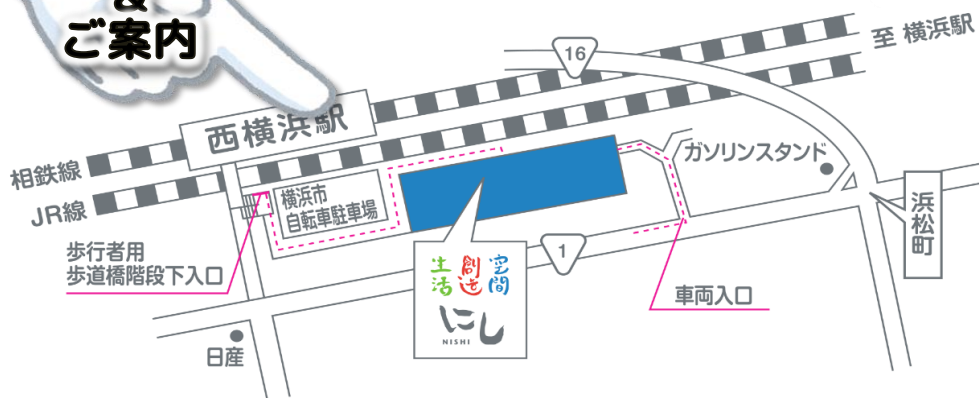 &
ご案内
至 横浜駅
16
西横浜駅
相鉄線
JR線
ガソリンスタンド
横浜市
自転車駐車場
浜松町
歩行者用
歩道橋階段下入口
1
生活 創造 空間
にし
NISHI
車両入口
日産